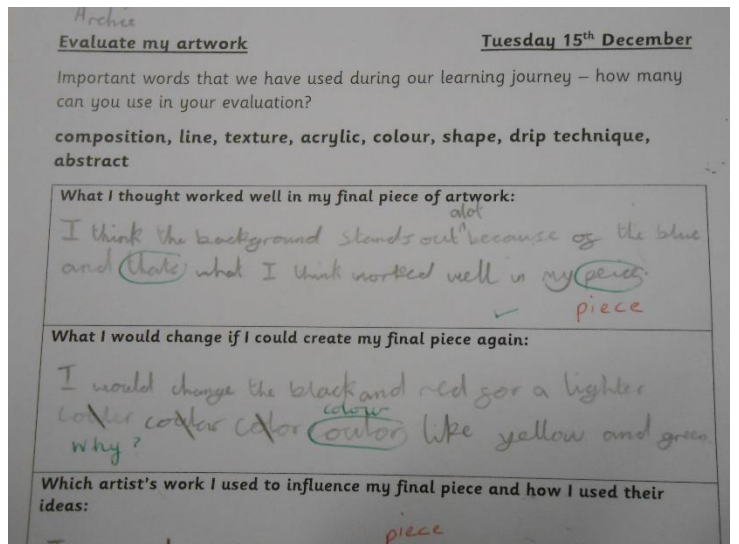 Archie
Evaluate my artwork Tuesday 15th December
Important words that we have used during our learning journey – how many
can you use in your evaluation?
composition, line, texture, acrylic, colour, shape, drip technique,
abstract
What I thought worked well in my final piece of artwork:
alot
I think the background stands out ^ because of the blue
and thats what I think worked well in my peice.
piece
What I would change if I could create my final piece again:
I would change the black and red for a lighter
colour
color like yellow and green
why?
Which artist's work I used to influence my final piece and how I used their
ideas:
piece